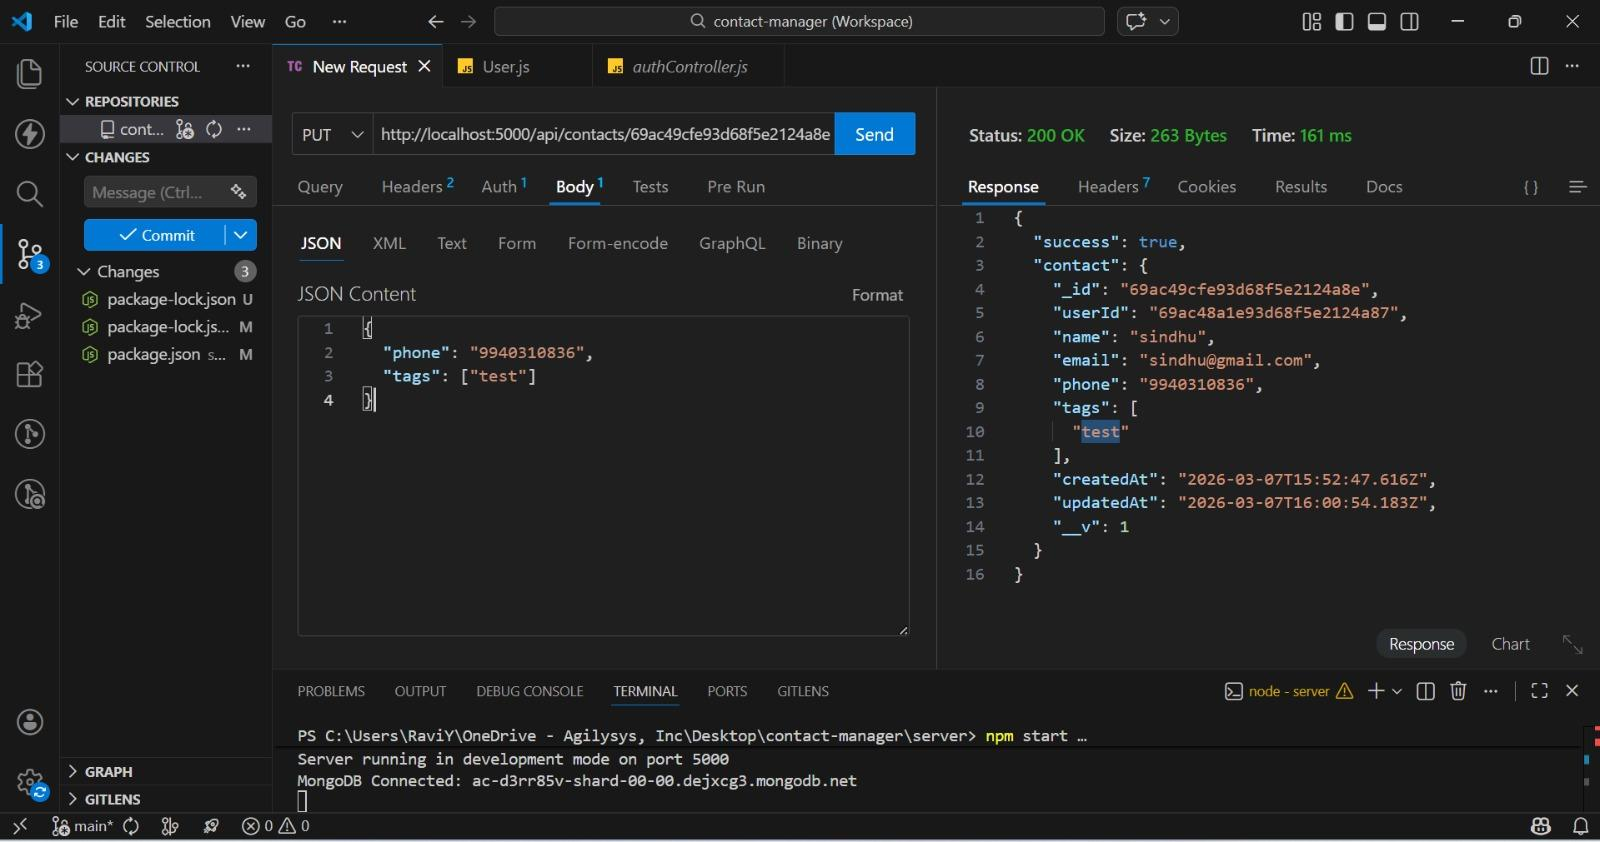 File Edit Selection View Go ··· contact-manager (Workspace)
SOURCE CONTROL ···
REPOSITORIES
cont... ···
CHANGES
Message (Ctrl...
Commit
Changes 3
package-lock.json U
package-lock.js... M
package.json s... M
GRAPH
GITLENS
3
TC New Request JS User.js JS authController.js ···
PUT http://localhost:5000/api/contacts/69ac49cfe93d68f5e2124a8e Send
Query Headers 2 Auth 1 Body 1 Tests Pre Run
JSON XML Text Form Form-encode GraphQL Binary
JSON Content Format
1 {
2 "phone": "9940310836",
3 "tags": ["test"]
4 }
Status: 200 OK Size: 263 Bytes Time: 161 ms
Response Headers 7 Cookies Results Docs { }
1 {
2 "success": true,
3 "contact": {
4 "_id": "69ac49cfe93d68f5e2124a8e",
5 "userId": "69ac48a1e93d68f5e2124a87",
6 "name": "sindhu",
7 "email": "sindhu@gmail.com",
8 "phone": "9940310836",
9 "tags": [
10 "test"
11 ],
12 "createdAt": "2026-03-07T15:52:47.616Z",
13 "updatedAt": "2026-03-07T16:00:54.183Z",
14 "__v": 1
15 }
16 }
Response Chart
PROBLEMS OUTPUT DEBUG CONSOLE TERMINAL PORTS GITLENS node - server ···
PS C:\Users\RaviY\OneDrive - Agilysys, Inc\Desktop\contact-manager\server> npm start …
Server running in development mode on port 5000
MongoDB Connected: ac-d3rr85v-shard-00-00.dejxcg3.mongodb.net
main* 0 0